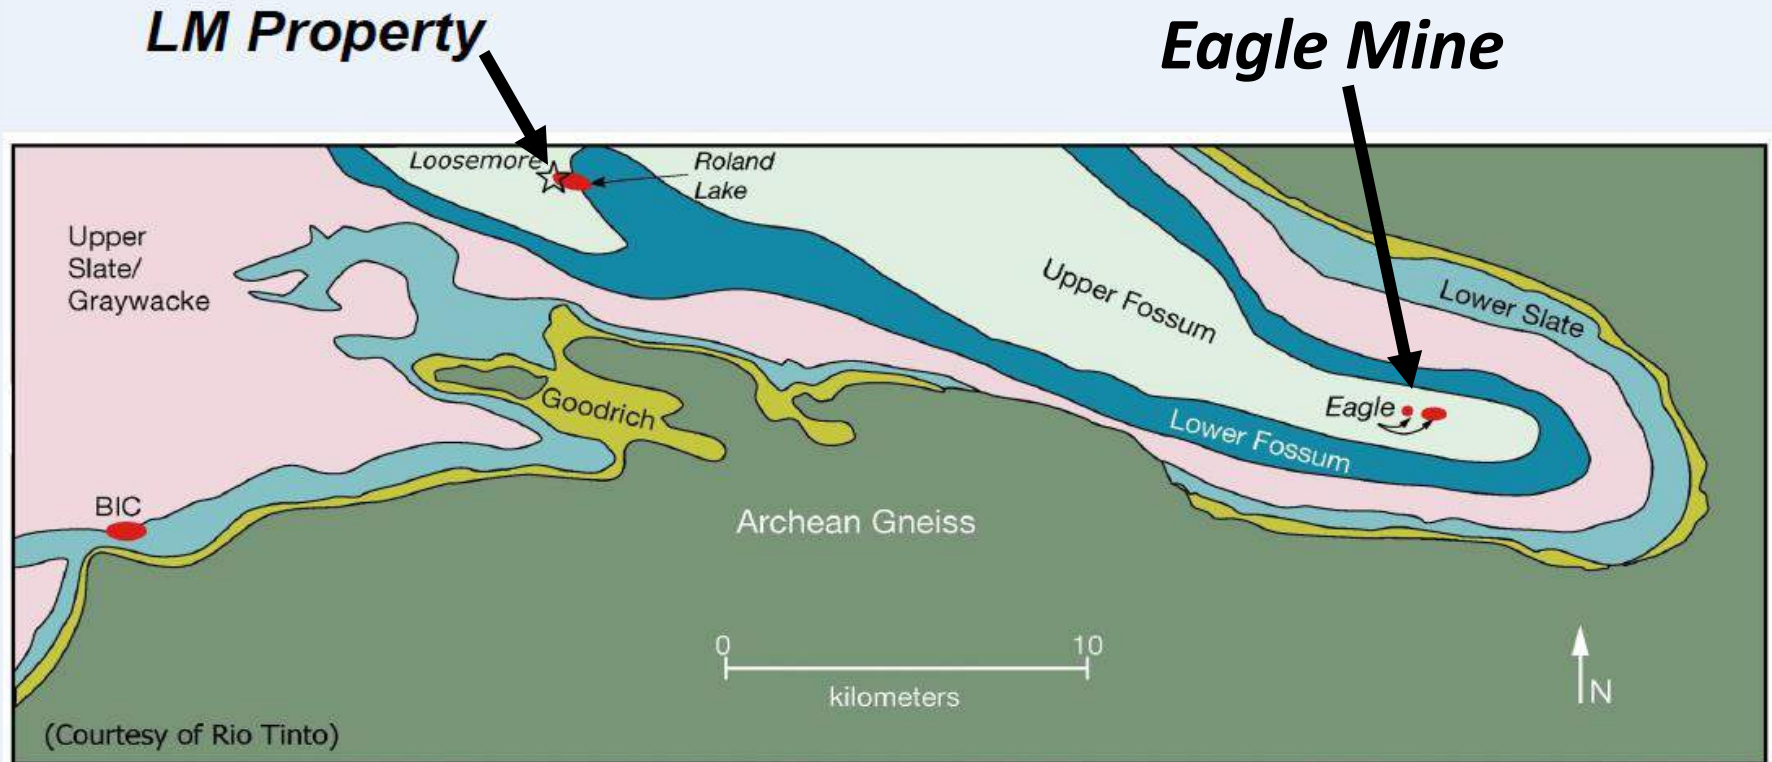 LM Property
Eagle Mine
Loosemore
Roland
Lake
Upper
Slate/
Graywacke
Upper Fossum
Lower Slate
Eagle
Goodrich
Lower Fossum
BIC
Archean Gneiss
0
10
kilometers
N
(Courtesy of Rio Tinto)